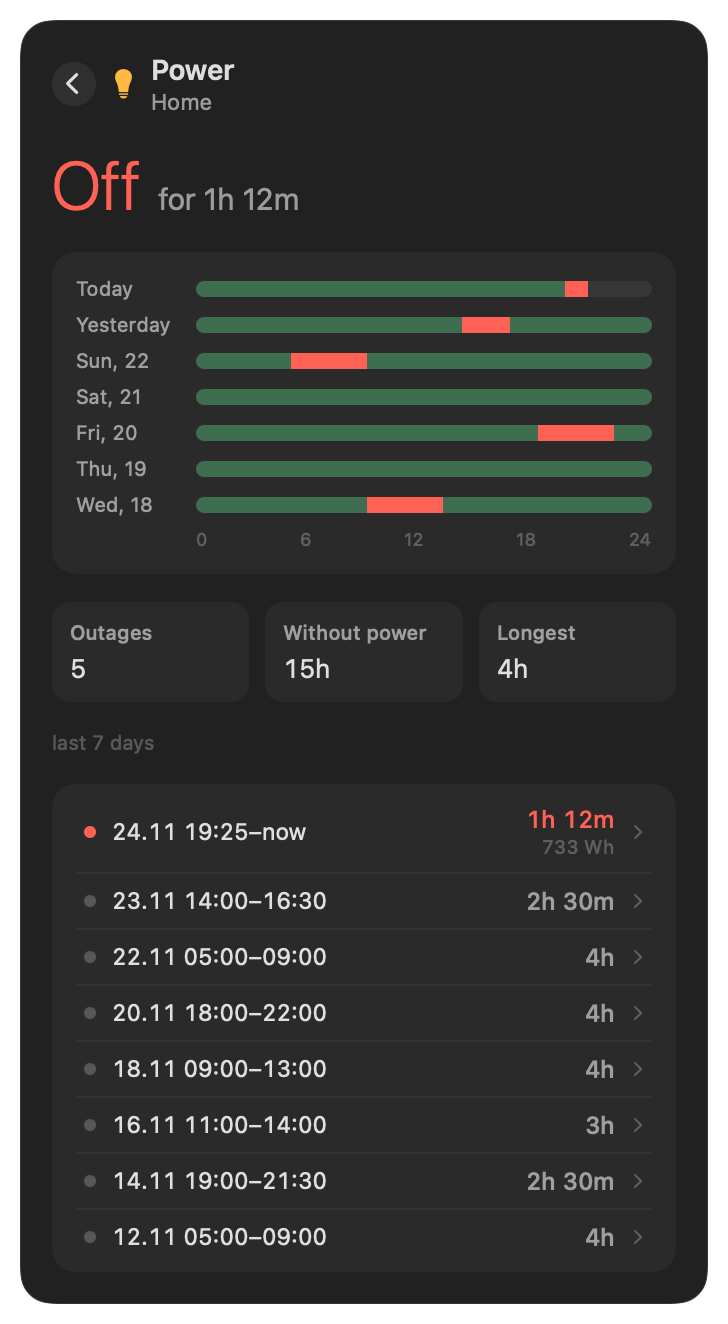 Power
Home
Off for 1h 12m
Today
Yesterday
Sun, 22
Sat, 21
Fri, 20
Thu, 19
Wed, 18
0 6 12 18 24
Outages Without power Longest
5 15h 4h
last 7 days
24.11 19:25–now 1h 12m
733 Wh
23.11 14:00–16:30 2h 30m
22.11 05:00–09:00 4h
20.11 18:00–22:00 4h
18.11 09:00–13:00 4h
16.11 11:00–14:00 3h
14.11 19:00–21:30 2h 30m
12.11 05:00–09:00 4h